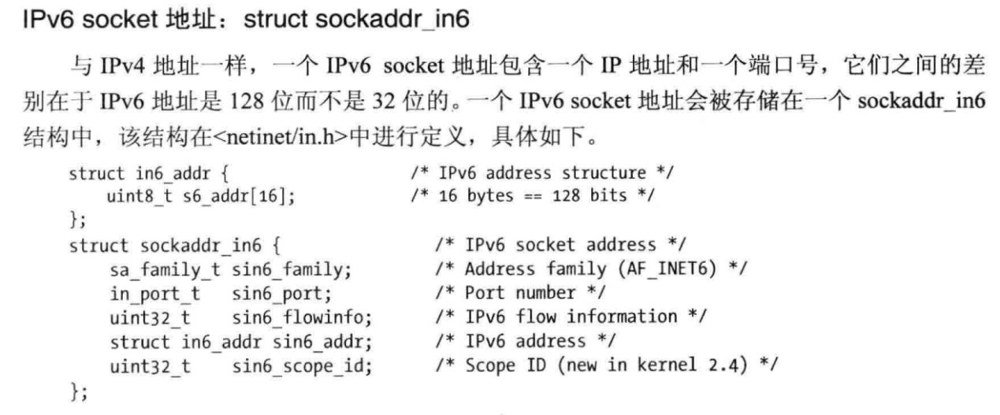 IPv6 socket 地址：struct sockaddr_in6
与 IPv4 地址一样，一个 IPv6 socket 地址包含一个 IP 地址和一个端口号，它们之间的差
别在于 IPv6 地址是 128 位而不是 32 位的。一个 IPv6 socket 地址会被存储在一个 sockaddr_in6
结构中，该结构在<netinet/in.h>中进行定义，具体如下。
struct in6_addr {                /* IPv6 address structure */
    uint8_t s6_addr[16];         /* 16 bytes == 128 bits */
};
struct sockaddr_in6 {                /* IPv6 socket address */
    sa_family_t sin6_family;         /* Address family (AF_INET6) */
    in_port_t   sin6_port;           /* Port number */
    uint32_t    sin6_flowinfo;       /* IPv6 flow information */
    struct in6_addr sin6_addr;       /* IPv6 address */
    uint32_t    sin6_scope_id;       /* Scope ID (new in kernel 2.4) */
};